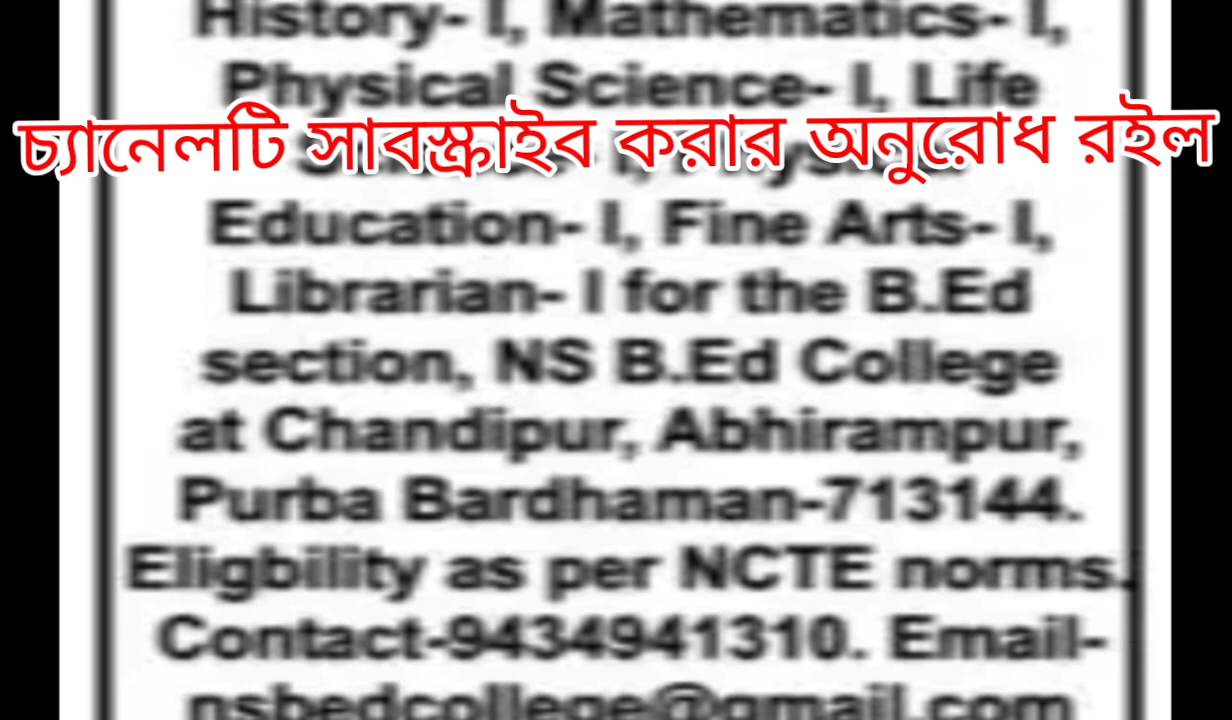 History- I, Mathematics- I,
Physical Science- I, Life
চ্যানেলটি সাবস্ক্রাইব করার অনুরোধ রইল
Education- I, Fine Arts- I,
Librarian- I for the B.Ed
section, NS B.Ed College
at Chandipur, Abhirampur,
Purba Bardhaman-713144.
Eligbility as per NCTE norms.
Contact-9434941310. Email-
nsbedcollege@gmail.com